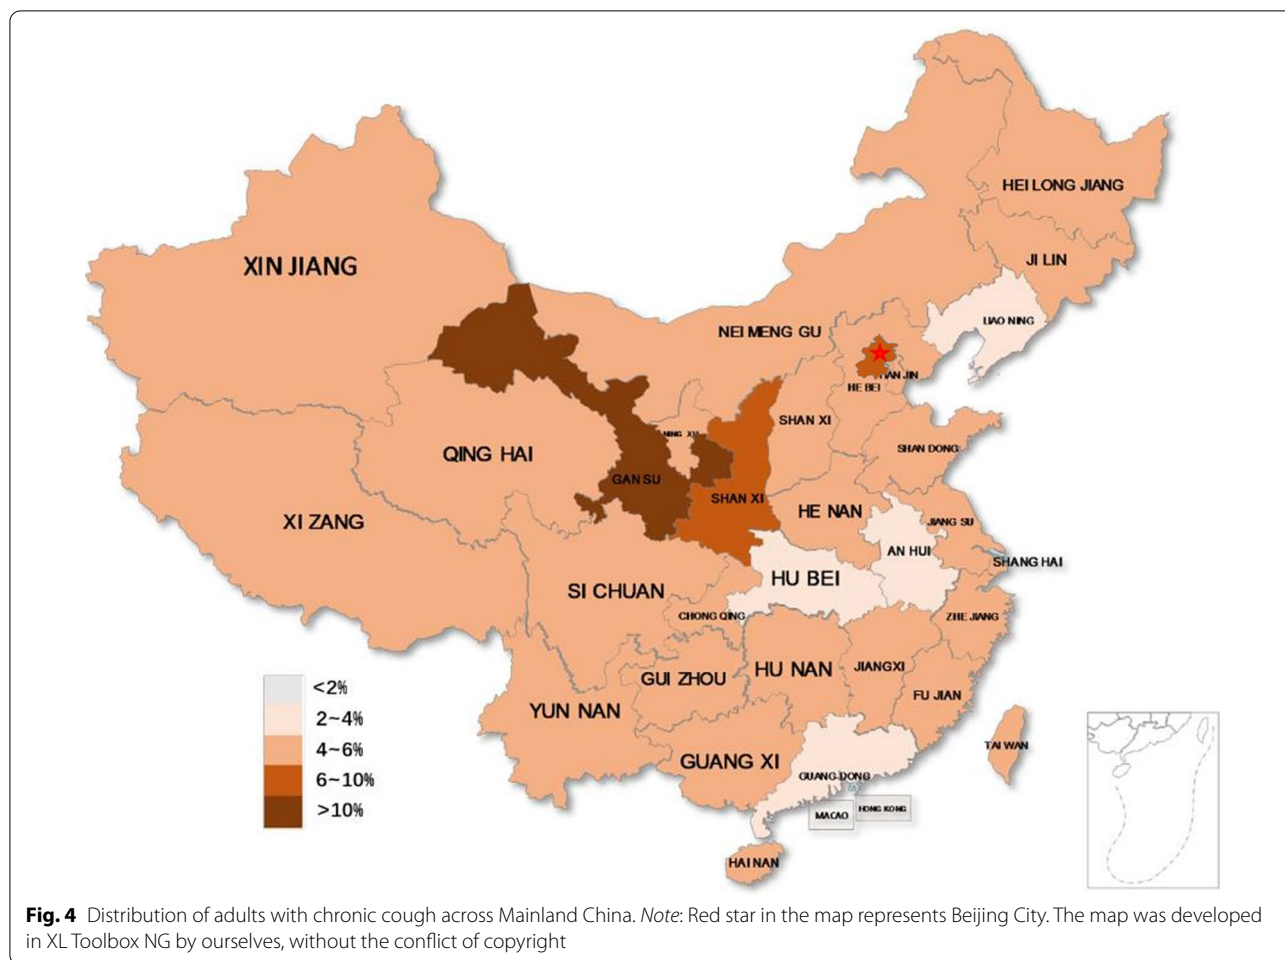 HEI LONG JIANG
JI LIN
XIN JIANG
LIAO NING
NEI MENG GU
TIAN JIN
HE BEI
SHAN XI
NING XIA
SHAN DONG
QING HAI
GAN SU
SHAN XI
HE NAN
JIANG SU
XI ZANG
AN HUI
SHANG HAI
HU BEI
SI CHUAN
CHONG QING
ZHE JIANG
HU NAN
JIANGXI
GUI ZHOU
FU JIAN
YUN NAN
TAI WAN
GUANG XI
GUANG DONG
HONG KONG
MACAO
HAI NAN
<2%
2~4%
4~6%
6~10%
>10%
Fig. 4 Distribution of adults with chronic cough across Mainland China. Note: Red star in the map represents Beijing City. The map was developed
in XL Toolbox NG by ourselves, without the conflict of copyright